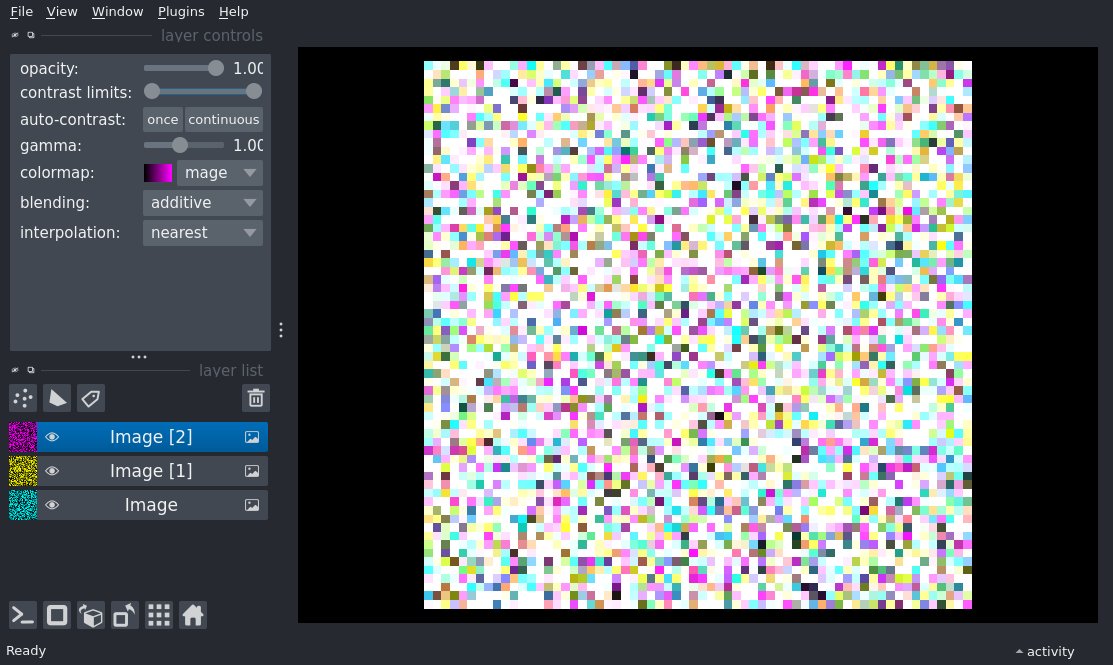 File View Window Plugins Help
layer controls
opacity: 1.00
contrast limits:
auto-contrast: once continuous
gamma: 1.00
colormap: mage
blending: additive
interpolation: nearest
layer list
Image [2]
Image [1]
Image
Ready activity